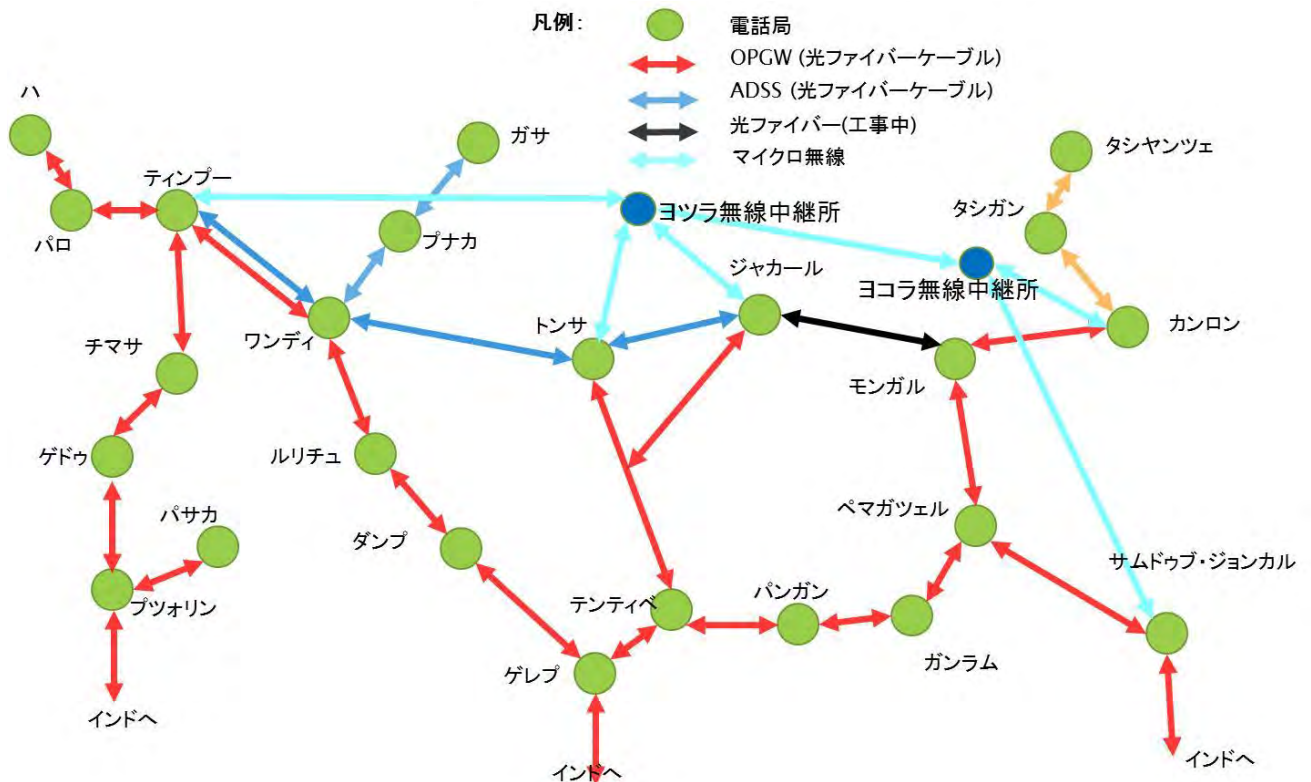 凡例:
電話局
OPGW (光ファイバーケーブル)
ADSS (光ファイバーケーブル)
光ファイバー(工事中)
マイクロ無線
ハ
ガサ
タシヤンツェ
ティンプー
パロ
プナカ
ヨツラ無線中継所
タシガン
ジャカール
ヨコラ無線中継所
ワンディ
トンサ
カンロン
チマサ
モンガル
ゲドゥ
ルリチュ
パサカ
ダンプ
ペマガツェル
サムドゥブ・ジョンカル
プツォリン
テンティベ
パンガン
ガンラム
ゲレプ
インドへ
インドへ
インドへ